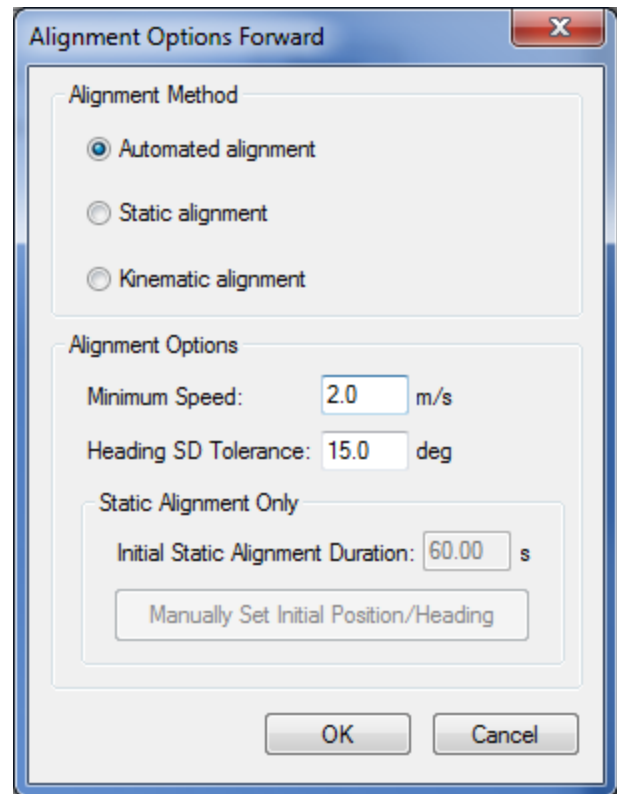 Alignment Options Forward
Alignment Method
Automated alignment
Static alignment
Kinematic alignment
Alignment Options
Minimum Speed: 2.0 m/s
Heading SD Tolerance: 15.0 deg
Static Alignment Only
Initial Static Alignment Duration: 60.00 s
Manually Set Initial Position/Heading
OK Cancel